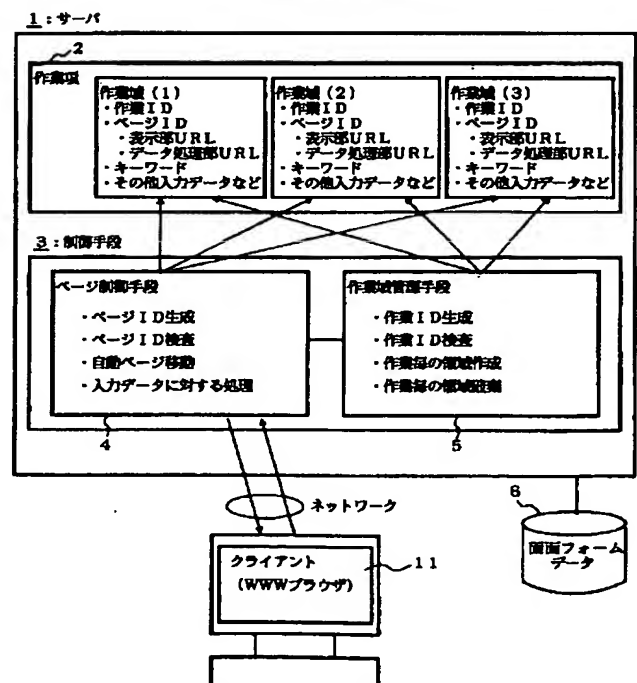 1：サーバ
2
作業域
作業域（1）
・作業ID
・ページID
・表示部URL
・データ処理部URL
・キーワード
・その他入力データなど
作業域（2）
・作業ID
・ページID
・表示部URL
・データ処理部URL
・キーワード
・その他入力データなど
作業域（3）
・作業ID
・ページID
・表示部URL
・データ処理部URL
・キーワード
・その他入力データなど
3：制御手段
ページ制御手段
・ページID生成
・ページID検査
・自動ページ移動
・入力データに対する処理
作業域管理手段
・作業ID生成
・作業ID検査
・作業毎の領域作成
・作業毎の領域破棄
4
5
ネットワーク
6
画面フォーム
データ
クライアント
（WWWブラウザ）
11